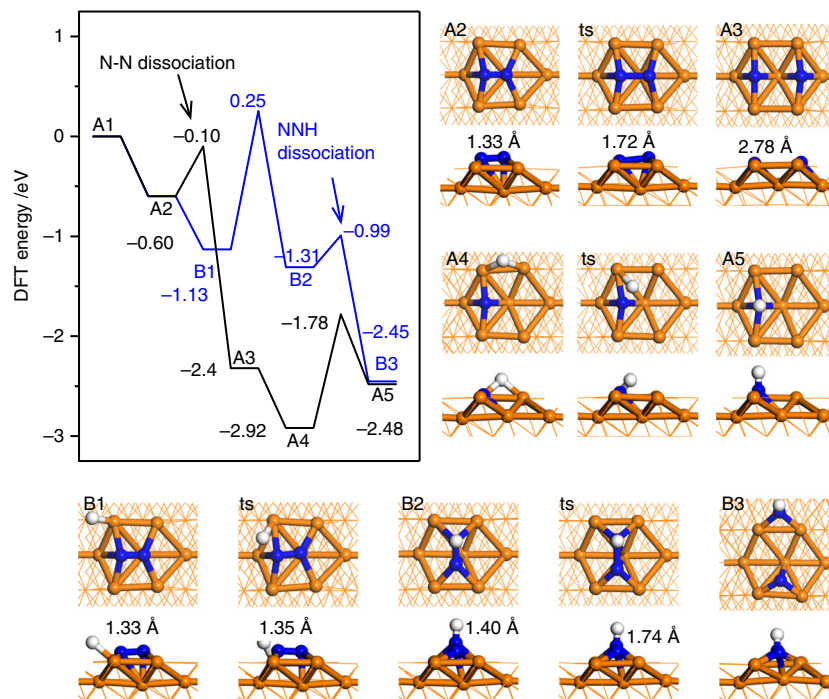 1
0
−1
−2
−3
DFT energy /eV
N-N dissociation
NNH
dissociation
A1
A2
−0.60
−0.10
0.25
B1
−1.13
−1.31
B2
−0.99
−2.4
A3
−2.92
A4
−1.78
−2.45
B3
A5
−2.48
A2
ts
A3
1.33 Å
1.72 Å
2.78 Å
A4
ts
A5
B1
ts
B2
ts
B3
1.33 Å
1.35 Å
1.40 Å
1.74 Å